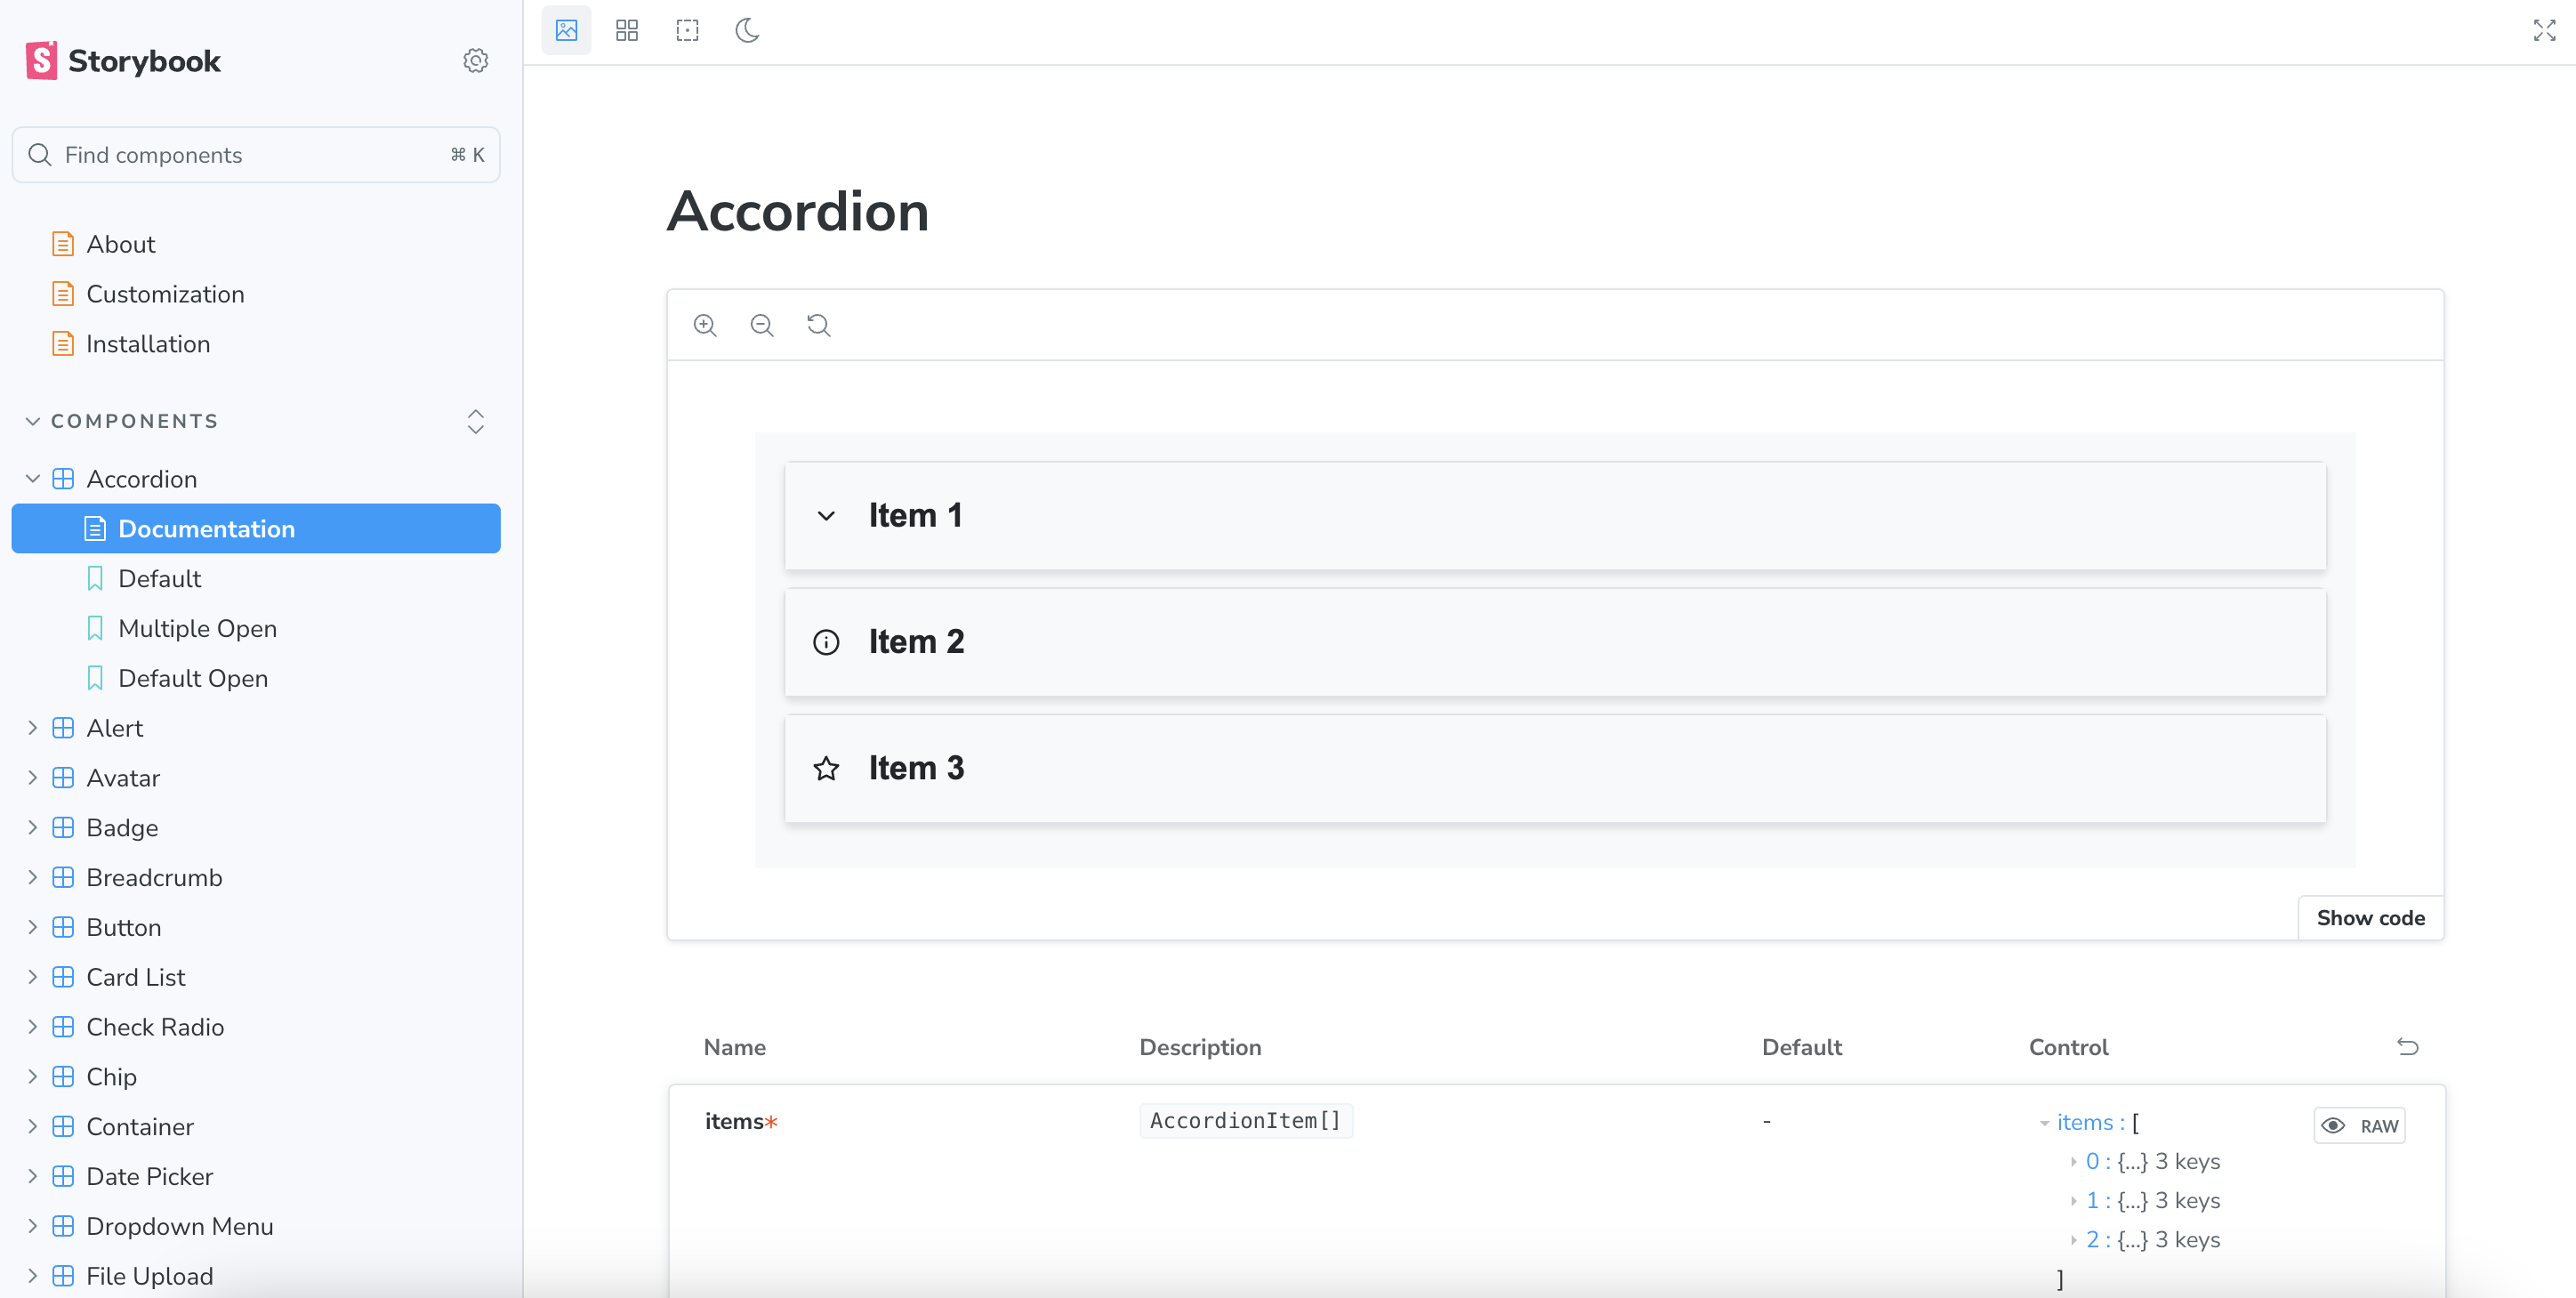 Storybook
Find components
⌘ K
About
Customization
Installation
COMPONENTS
Accordion
Documentation
Default
Multiple Open
Default Open
Alert
Avatar
Badge
Breadcrumb
Button
Card List
Check Radio
Chip
Container
Date Picker
Dropdown Menu
File Upload
Accordion
Item 1
Item 2
Item 3
Show code
Name Description Default Control
items* AccordionItem[] - items : [ RAW
0 : {...} 3 keys
1 : {...} 3 keys
2 : {...} 3 keys
]